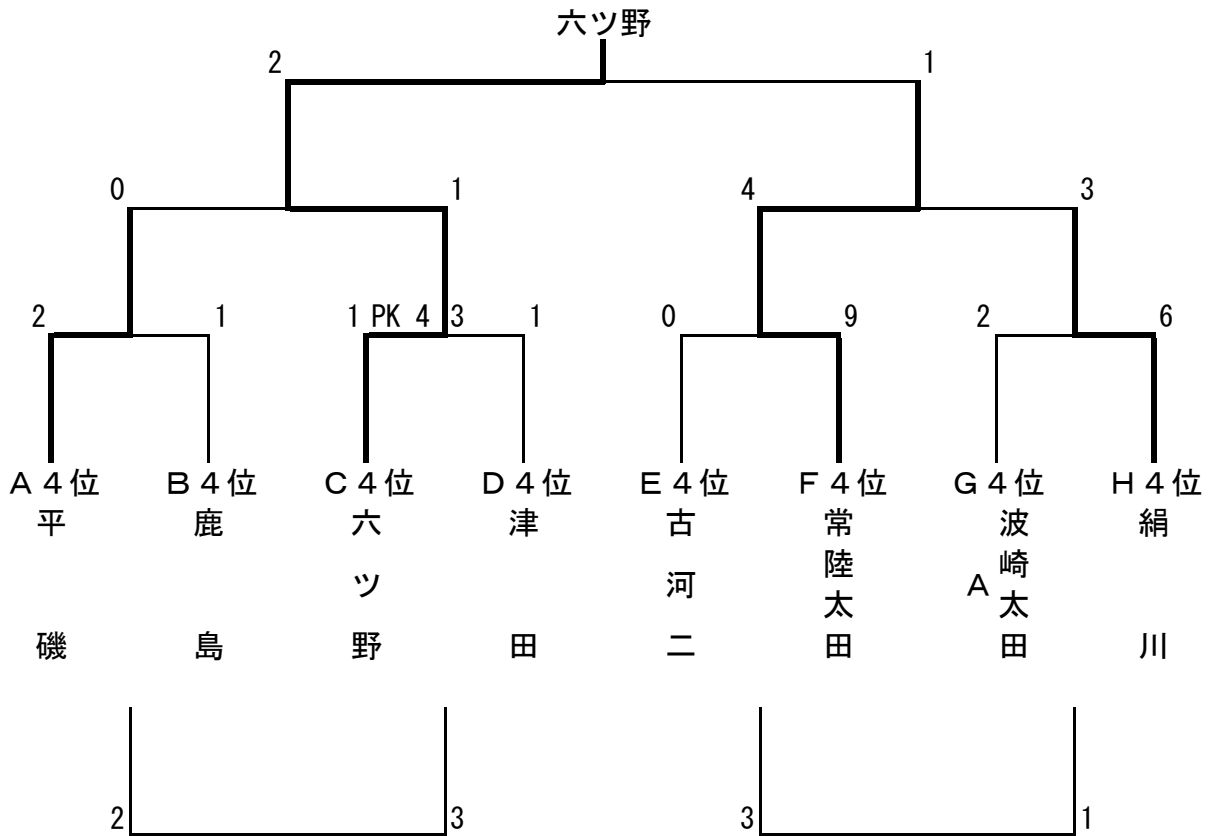 六ツ野
2 1
0 1 4 3
2 1 1 PK 4 3 1 0 9 2 6
A4位 B4位 C4位 D4位 E4位 F4位 G4位 H4位
平磯
鹿島
六ツ野
津田
古河二
常陸太田
波崎太田
A
絹川
2 3 3 1